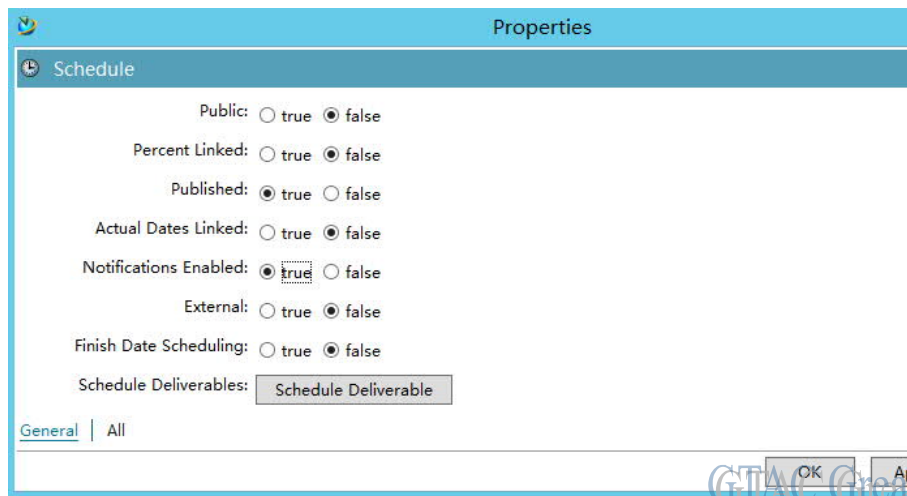 Properties
Schedule
Public: true false
Percent Linked: true false
Published: true false
Actual Dates Linked: true false
Notifications Enabled: true false
External: true false
Finish Date Scheduling: true false
Schedule Deliverables: Schedule Deliverable
General All
OK
GTAC